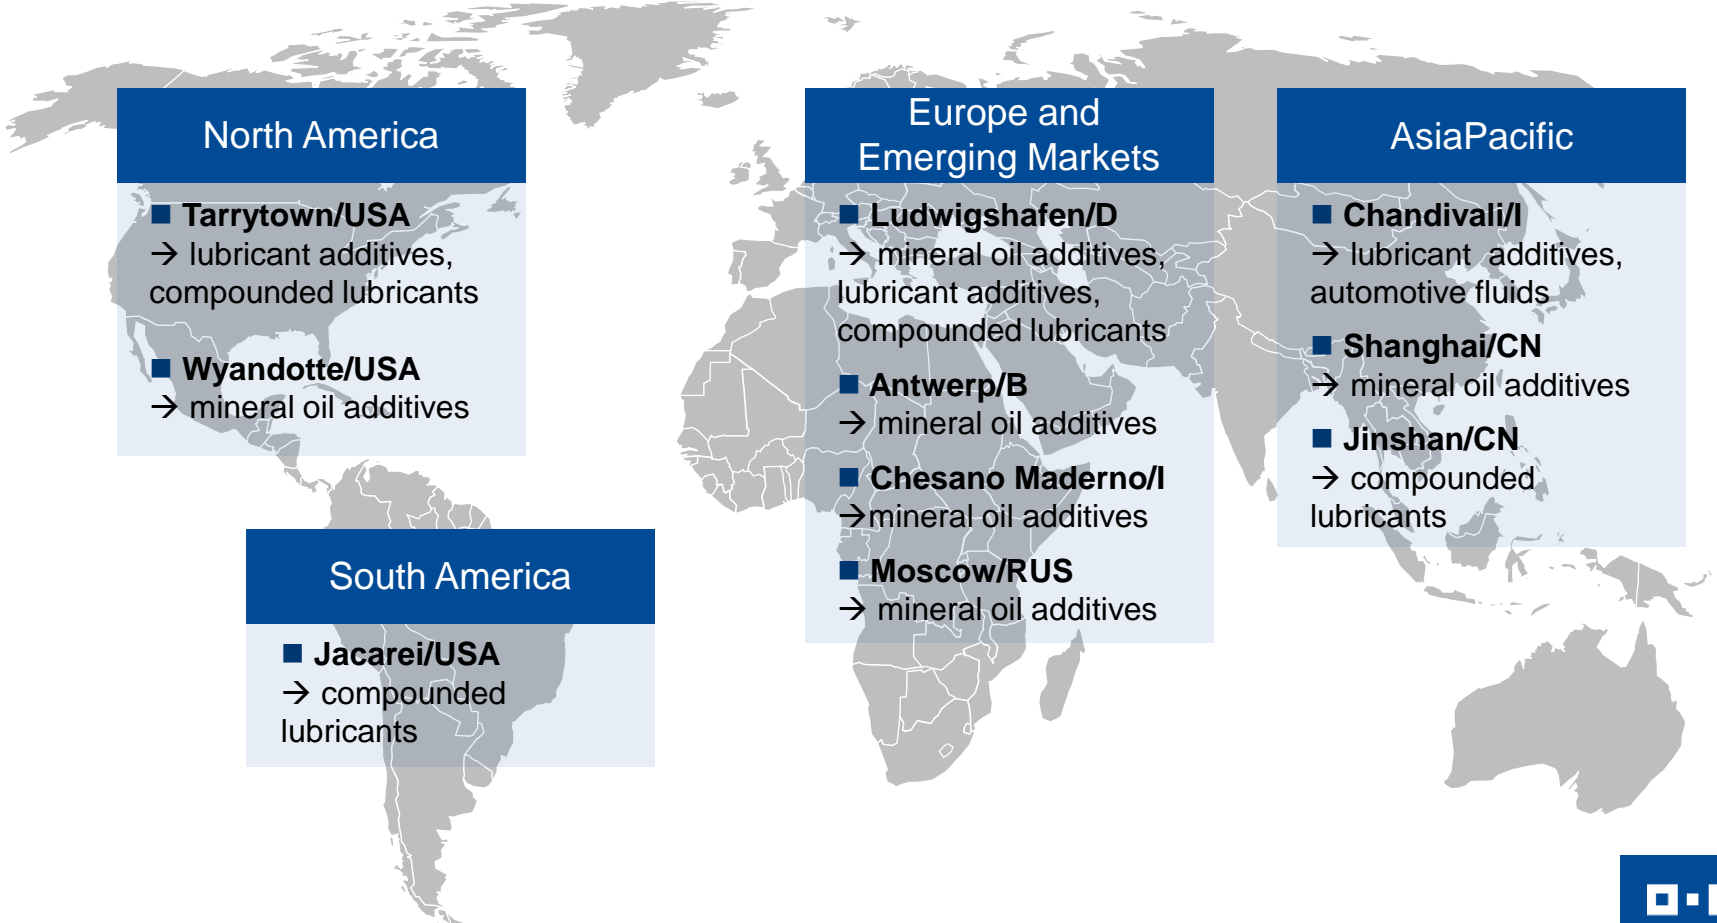 North America
■ Tarrytown/USA
→ lubricant additives,
compounded lubricants
■ Wyandotte/USA
→ mineral oil additives
South America
■ Jacarei/USA
→ compounded
lubricants
Europe and
Emerging Markets
■ Ludwigshafen/D
→ mineral oil additives,
lubricant additives,
compounded lubricants
■ Antwerp/B
→ mineral oil additives
■ Chesano Maderno/I
→mineral oil additives
■ Moscow/RUS
→ mineral oil additives
AsiaPacific
■ Chandivali/I
→ lubricant additives,
automotive fluids
■ Shanghai/CN
→ mineral oil additives
■ Jinshan/CN
→ compounded
lubricants